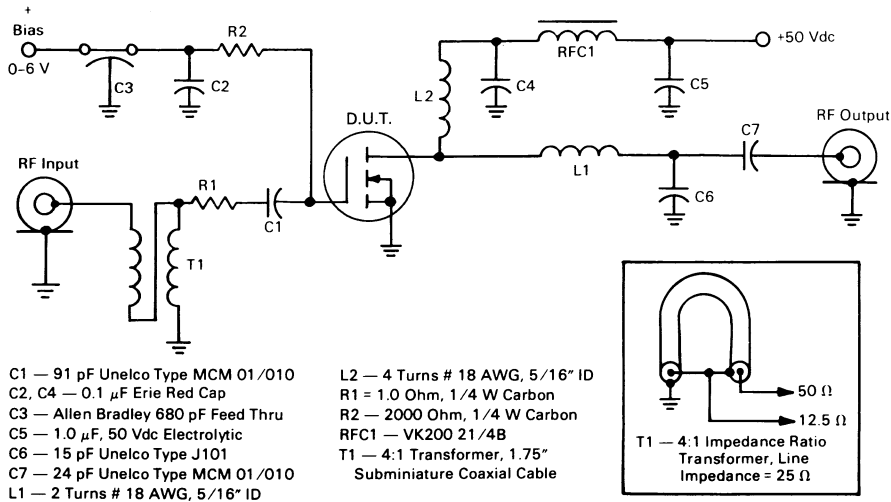 +
Bias
0–6 V
C3
C2
R2
RF Input
R1
C1
T1
D.U.T.
L2
C4
RFC1
C5
+50 Vdc
L1
C6
C7
RF Output
C1 — 91 pF Unelco Type MCM 01/010
C2, C4 — 0.1 μF Erie Red Cap
C3 — Allen Bradley 680 pF Feed Thru
C5 — 1.0 μF, 50 Vdc Electrolytic
C6 — 15 pF Unelco Type J101
C7 — 24 pF Unelco Type MCM 01/010
L1 — 2 Turns # 18 AWG, 5/16″ ID
L2 — 4 Turns # 18 AWG, 5/16″ ID
R1 = 1.0 Ohm, 1/4 W Carbon
R2 — 2000 Ohm, 1/4 W Carbon
RFC1 — VK200 21/4B
T1 — 4:1 Transformer, 1.75″
Subminiature Coaxial Cable
50 Ω
12.5 Ω
T1 — 4:1 Impedance Ratio
Transformer, Line
Impedance = 25 Ω